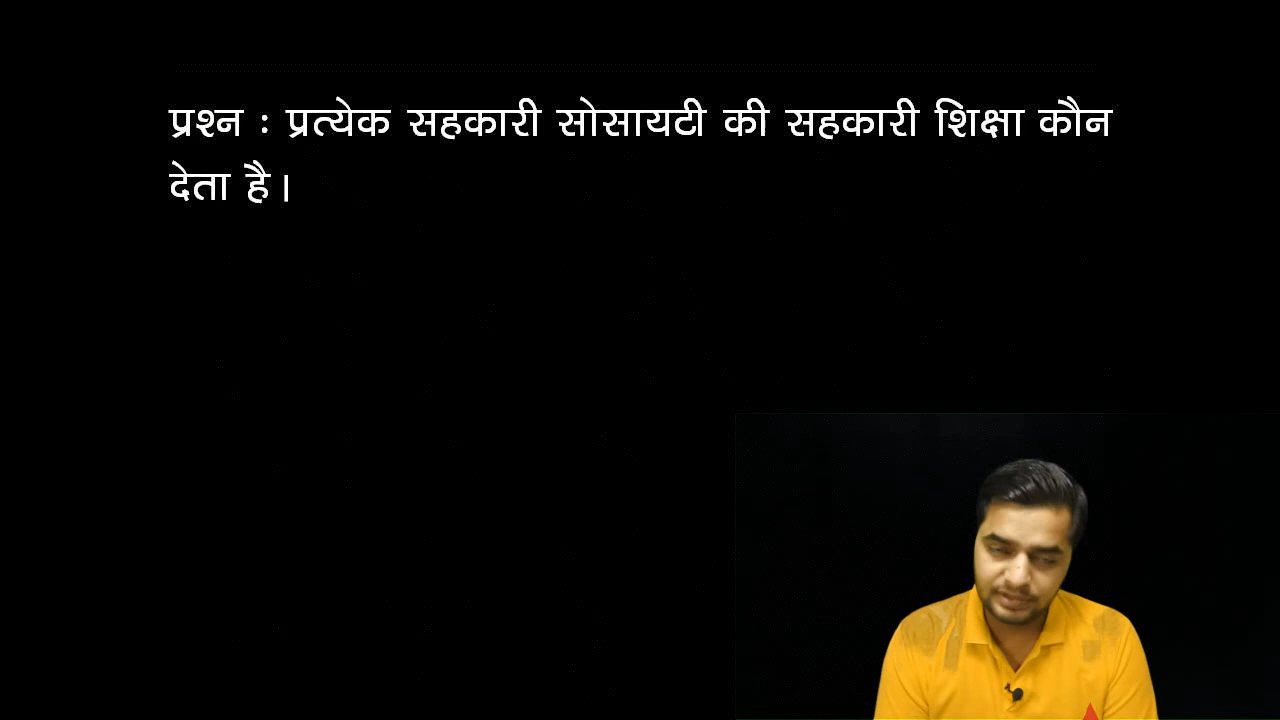 प्रश्न : प्रत्येक सहकारी सोसायटी की सहकारी शिक्षा कौन
देता है।